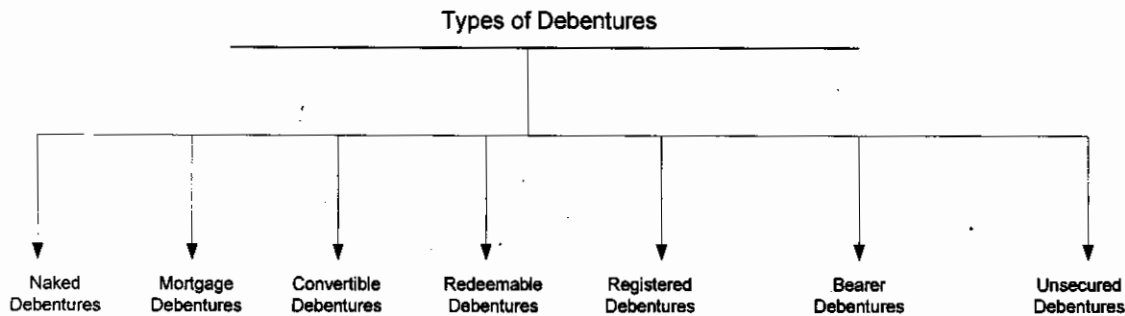 Types of Debentures
Naked
Debentures
Mortgage
Debentures
Convertible
Debentures
Redeemable
Debentures
Registered
Debentures
Bearer
Debentures
Unsecured
Debentures